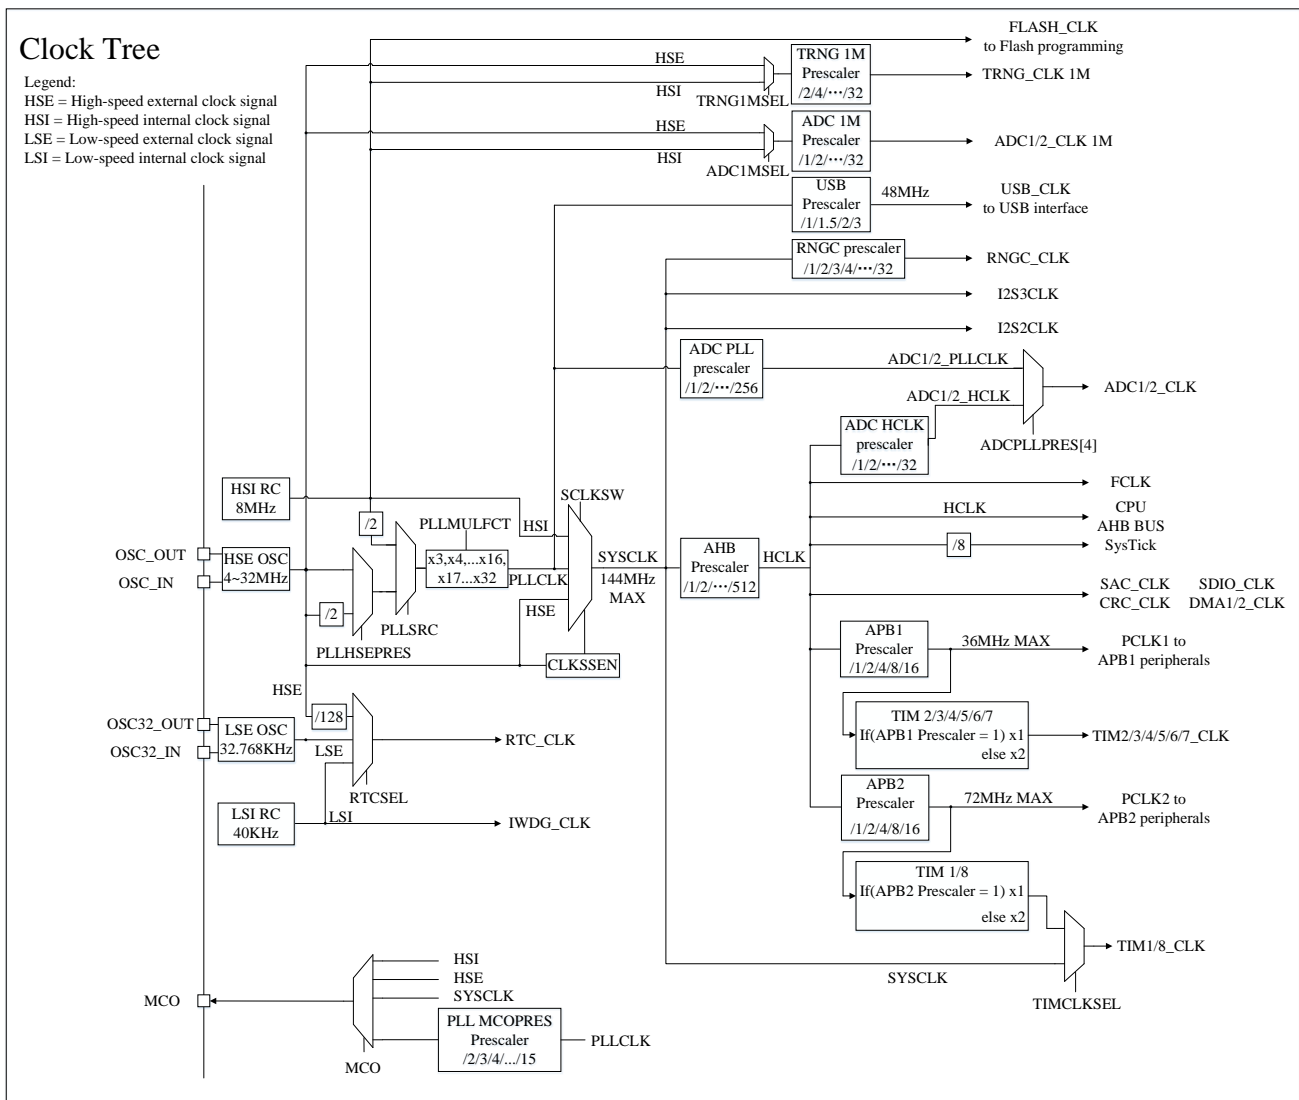 Clock Tree
Legend:
HSE = High-speed external clock signal
HSI = High-speed internal clock signal
LSE = Low-speed external clock signal
LSI = Low-speed internal clock signal
FLASH_CLK
to Flash programming
HSE
HSI
TRNG1MSEL
TRNG 1M
Prescaler
/2/4/···/32
TRNG_CLK 1M
HSE
HSI
ADC1MSEL
ADC 1M
Prescaler
/1/2/···/32
ADC1/2_CLK 1M
USB
Prescaler
/1/1.5/2/3
48MHz
USB_CLK
to USB interface
RNGC prescaler
/1/2/3/4/···/32
RNGC_CLK
I2S3CLK
I2S2CLK
ADC PLL
prescaler
/1/2/···/256
ADC1/2_PLLCLK
ADC1/2_HCLK
ADC1/2_CLK
ADCPLLPRES[4]
ADC HCLK
prescaler
/1/2/···/32
HSI RC
8MHz
/2
PLLMULFCT
x3,x4,...x16,
x17...x32
PLLCLK
SCLKSW
HSI
HSE
SYSCLK
144MHz
MAX
AHB
Prescaler
/1/2/···/512
HCLK
FCLK
HCLK
CPU
AHB BUS
/8
SysTick
OSC_OUT
OSC_IN
HSE OSC
4~32MHz
/2
PLLSRC
PLLHSEPRES
CLKSSEN
SAC_CLK SDIO_CLK
CRC_CLK DMA1/2_CLK
APB1
Prescaler
/1/2/4/8/16
36MHz MAX
PCLK1 to
APB1 peripherals
HSE
/128
OSC32_OUT
OSC32_IN
LSE OSC
32.768KHz
LSE
RTC_CLK
RTCSEL
TIM 2/3/4/5/6/7
If(APB1 Prescaler = 1) x1
else x2
TIM2/3/4/5/6/7_CLK
LSI RC
40KHz
LSI
IWDG_CLK
APB2
Prescaler
/1/2/4/8/16
72MHz MAX
PCLK2 to
APB2 peripherals
TIM 1/8
If(APB2 Prescaler = 1) x1
else x2
TIM1/8_CLK
SYSCLK
TIMCLKSEL
MCO
HSI
HSE
SYSCLK
PLL MCOPRES
Prescaler
/2/3/4/.../15
PLLCLK
MCO